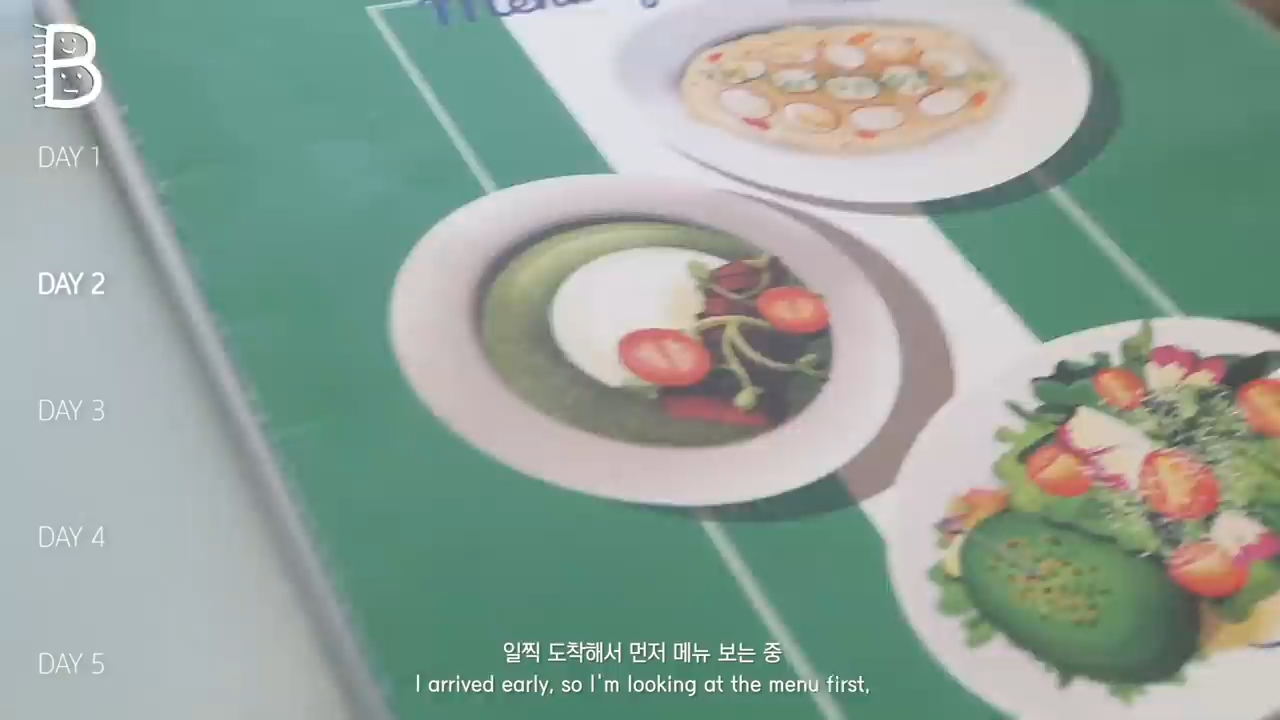 B
DAY 1
DAY 2
DAY 3
DAY 4
DAY 5
일찍 도착해서 먼저 메뉴 보는 중
I arrived early, so I'm looking at the menu first,